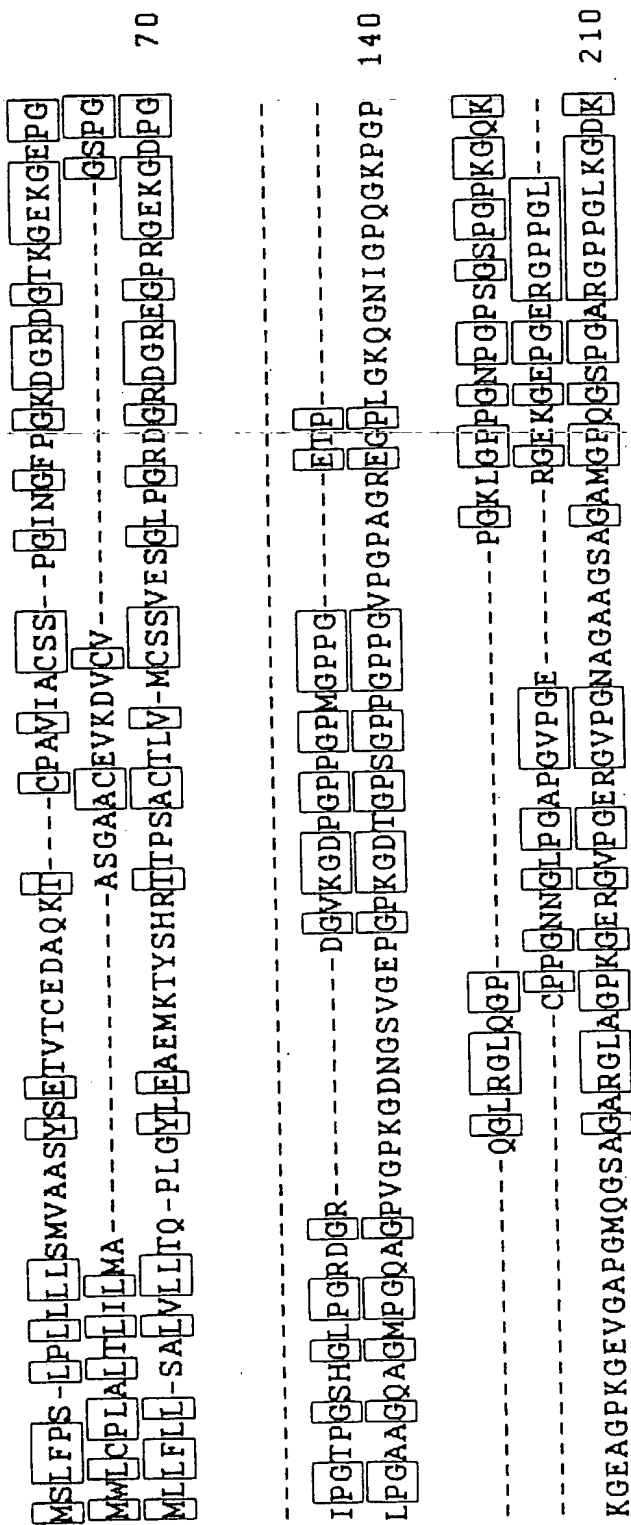 MSLFPS-LPLLLLSMVAASYSETVTCEDAQKT----CPAVIACSS--PGINGFPGKDGRDGTKGEKGEPG
MWLCPLALTLILMA-----------------ASGAACEVKDVCV----------------------GSPG
MLLFLL-SALVLLTQ-PLGYLEAEMKTYSHRTTPSACTLV-MCSSVESGLPGRDGRDGREGPRGEKGDPG 70
----------------------------------------------------------------------
IPGTPGSHGLPGRDGR------------DGVKGDPGPPGPMGPPG-------ETP---------------
LPGAAGQAGMPGQAGPVGPKGDNGSVGEPGPKGDTGPSGPPGPPGVPGPAGREGPLGKQGNIGPQGKPGP 140
------------------QGLRGLQGP---------------------PGKLGPPGNPGPSGSPGPKGQK
-------------------------CPPGNNGLPGAPGVPGE---------RGEKGEPGERGPPGL----
KGEAGPKGEVGAPGMQGSAGARGLAGPKGERGVPGERGVPGNAGAAGSAGAMGPQGSPGARGPPGLKGDK 210